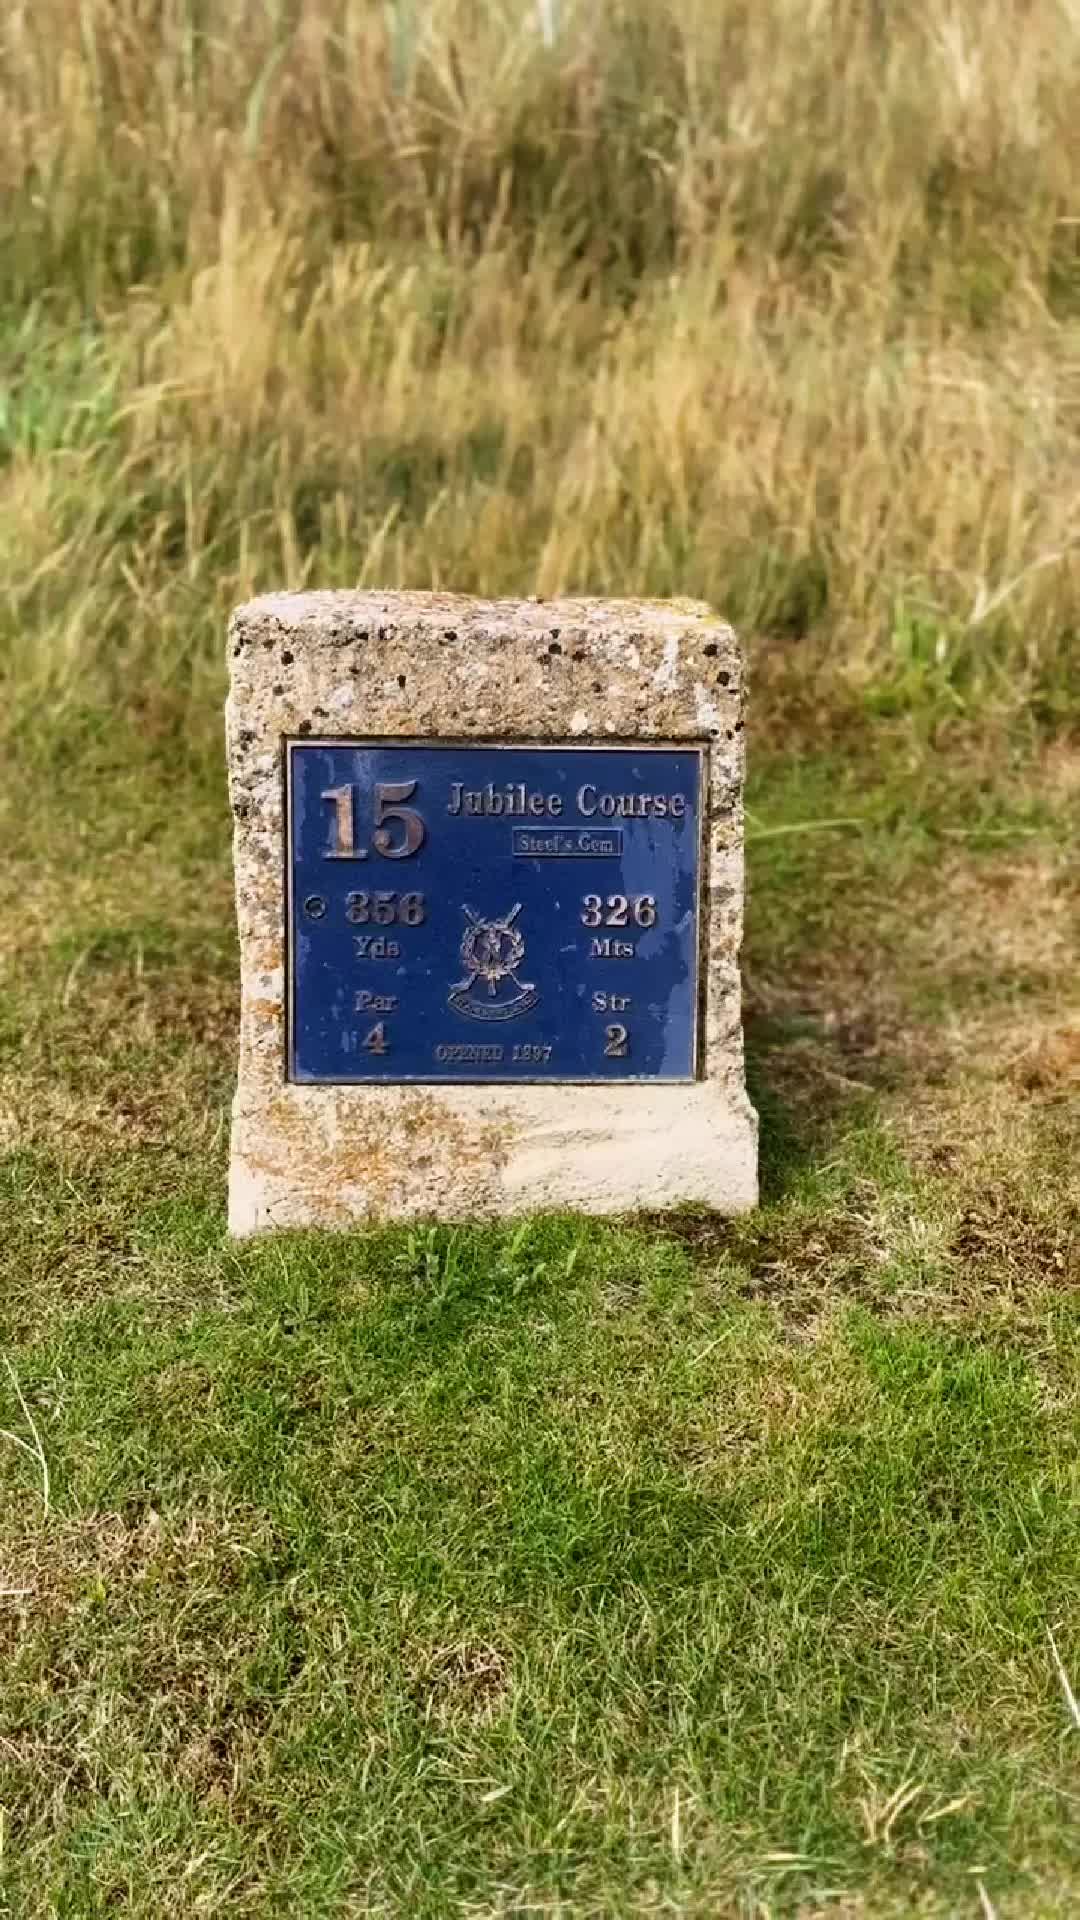 15 Jubilee Course
Steel's Gem
356 326
Yds Mts
Par Str
4 2
OPENED 1897